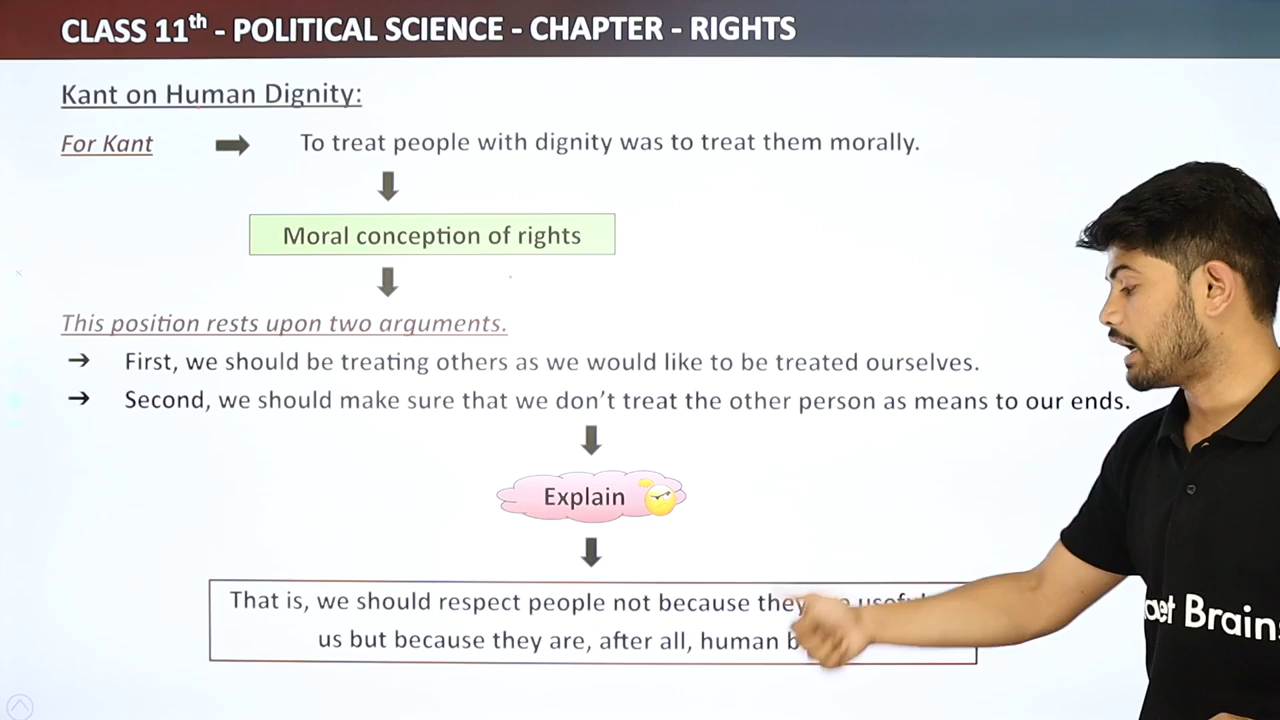 CLASS 11th - POLITICAL SCIENCE - CHAPTER - RIGHTS
Kant on Human Dignity:
For Kant To treat people with dignity was to treat them morally.
Moral conception of rights
This position rests upon two arguments.
First, we should be treating others as we would like to be treated ourselves.
Second, we should make sure that we don't treat the other person as means to our ends.
Explain
That is, we should respect people not because they
us but because they are, after all, human
Brain